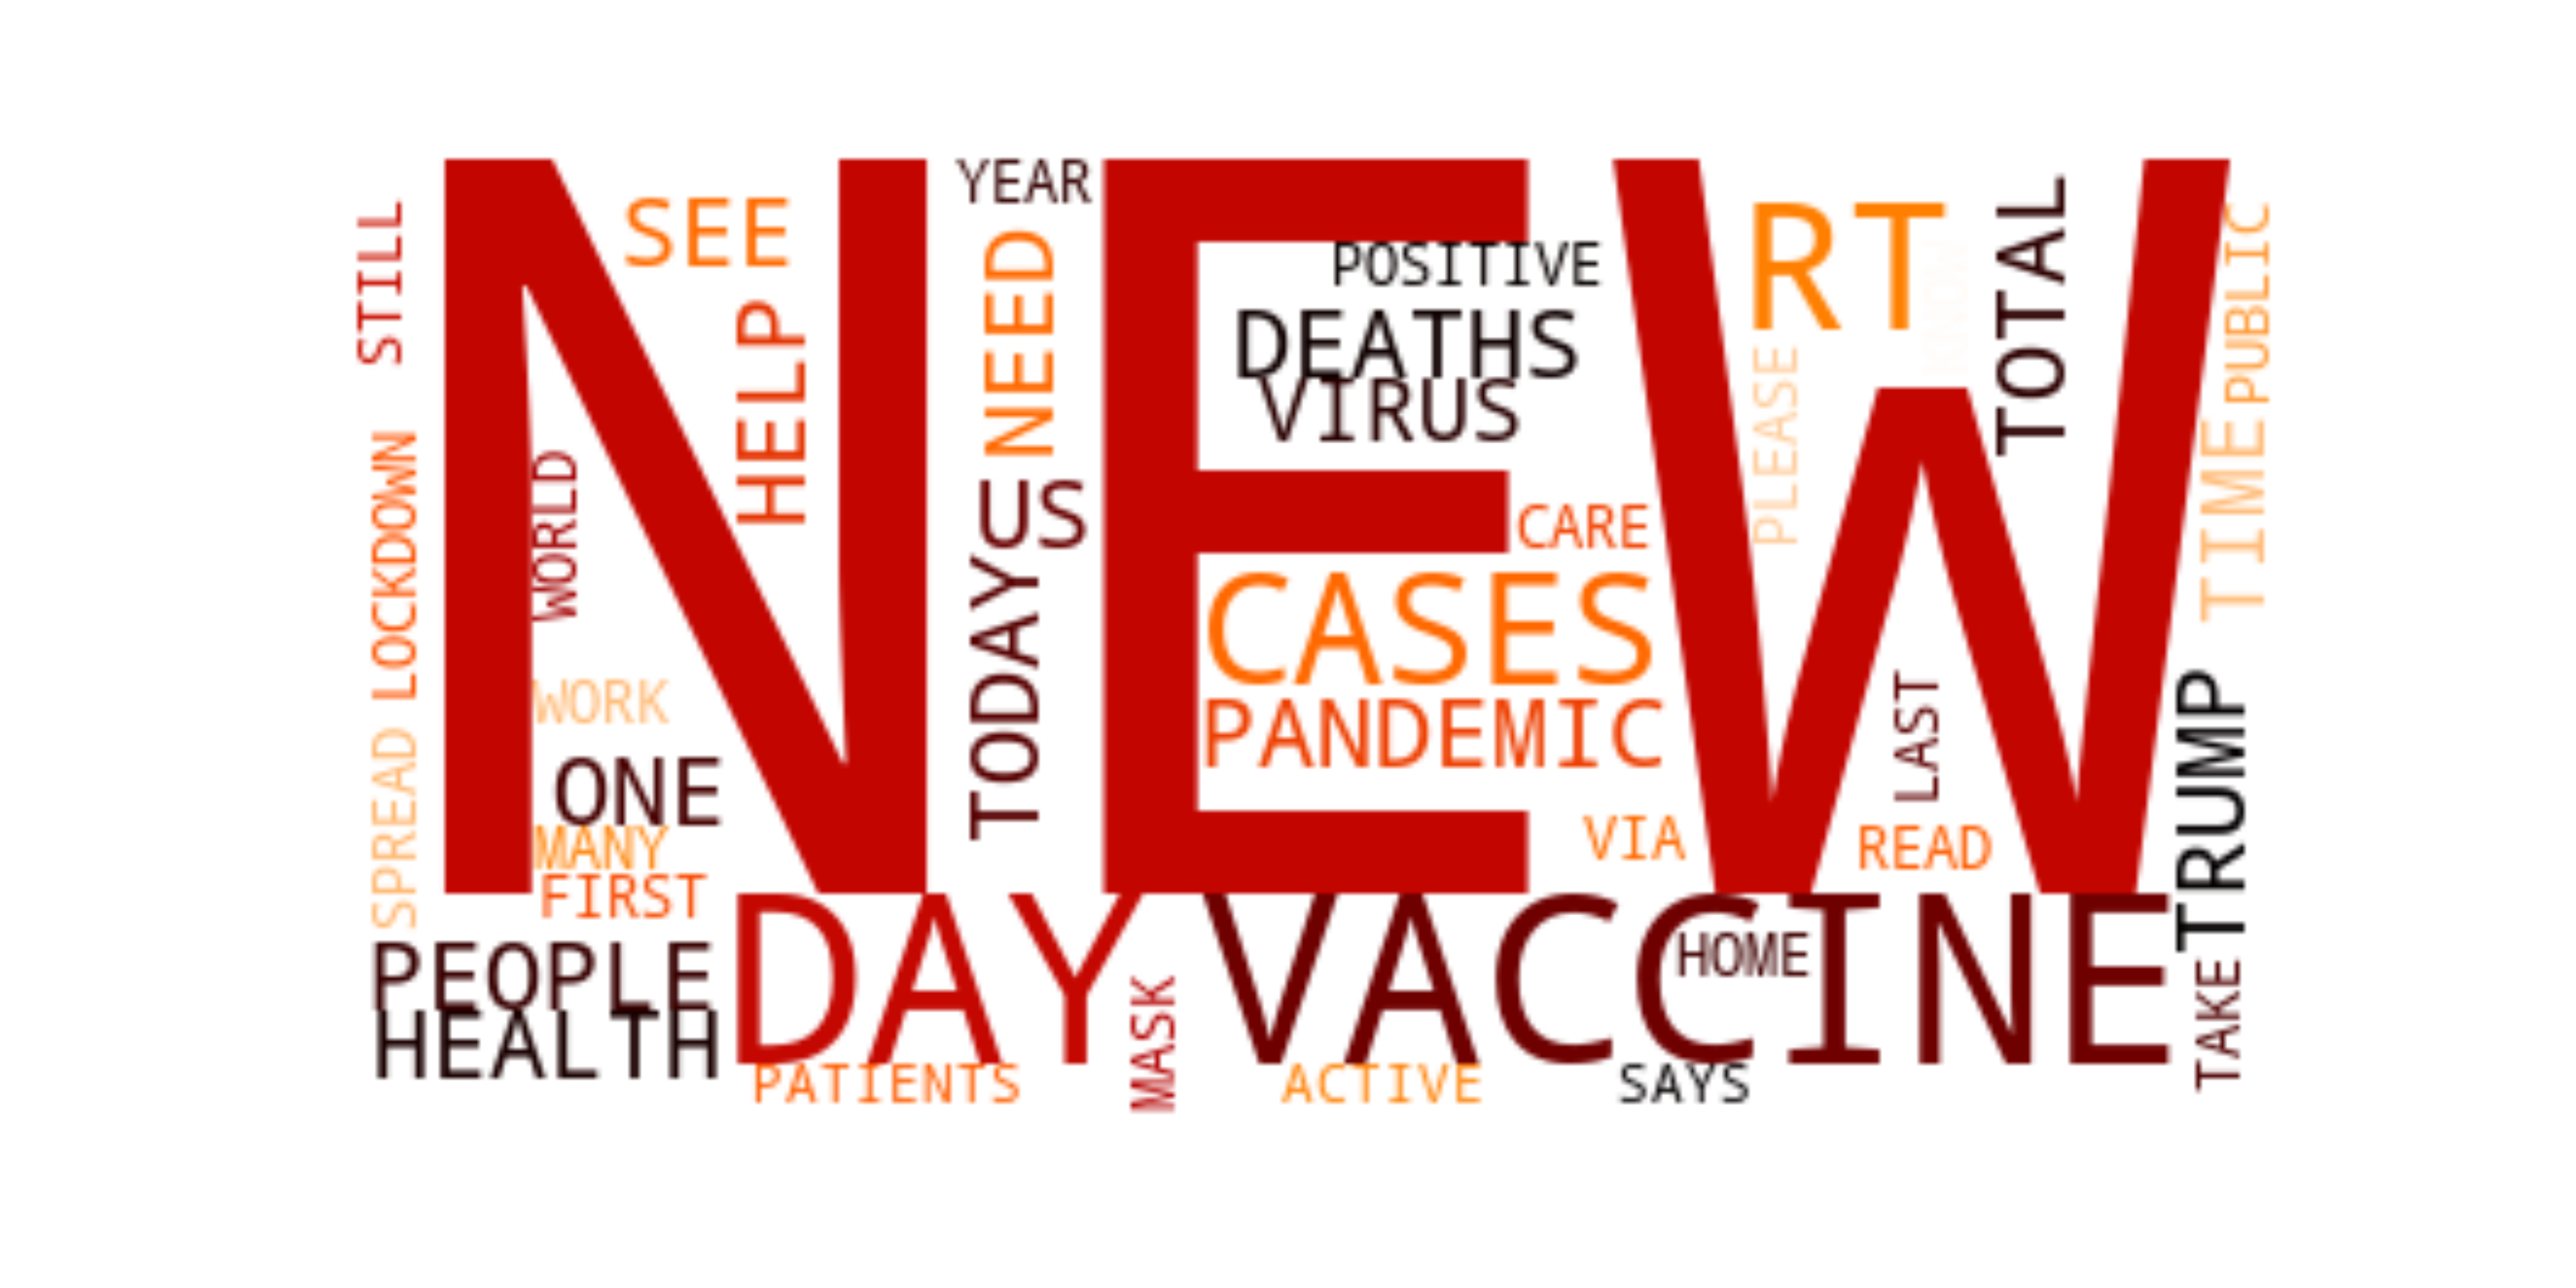 NEW
YEAR
SEE
STILL
HELP
NEED
POSITIVE
DEATHS
VIRUS
RT
TOTAL
PUBLIC
PLEASE
LOCKDOWN
WORLD
US
CARE
TIME
TODAY
CASES
PANDEMIC
WORK
LAST
TRUMP
SPREAD
ONE
MANY
FIRST
VIA
READ
PEOPLE
HEALTH
DAY
VACCINE
HOME
MASK
TAKE
PATIENTS
ACTIVE
SAYS